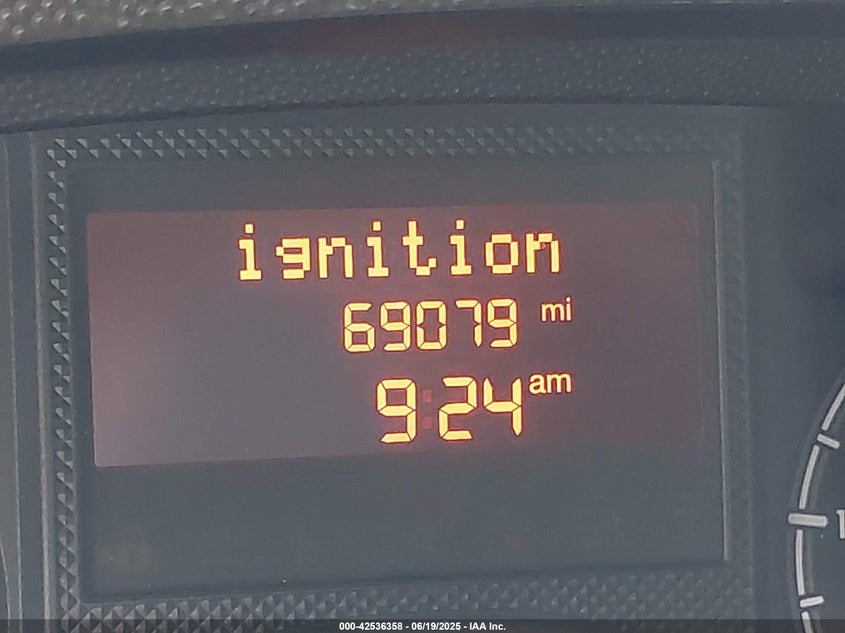 ignition
69079 mi
9:24 am
000-42536358 - 06/19/2025 - IAA Inc.